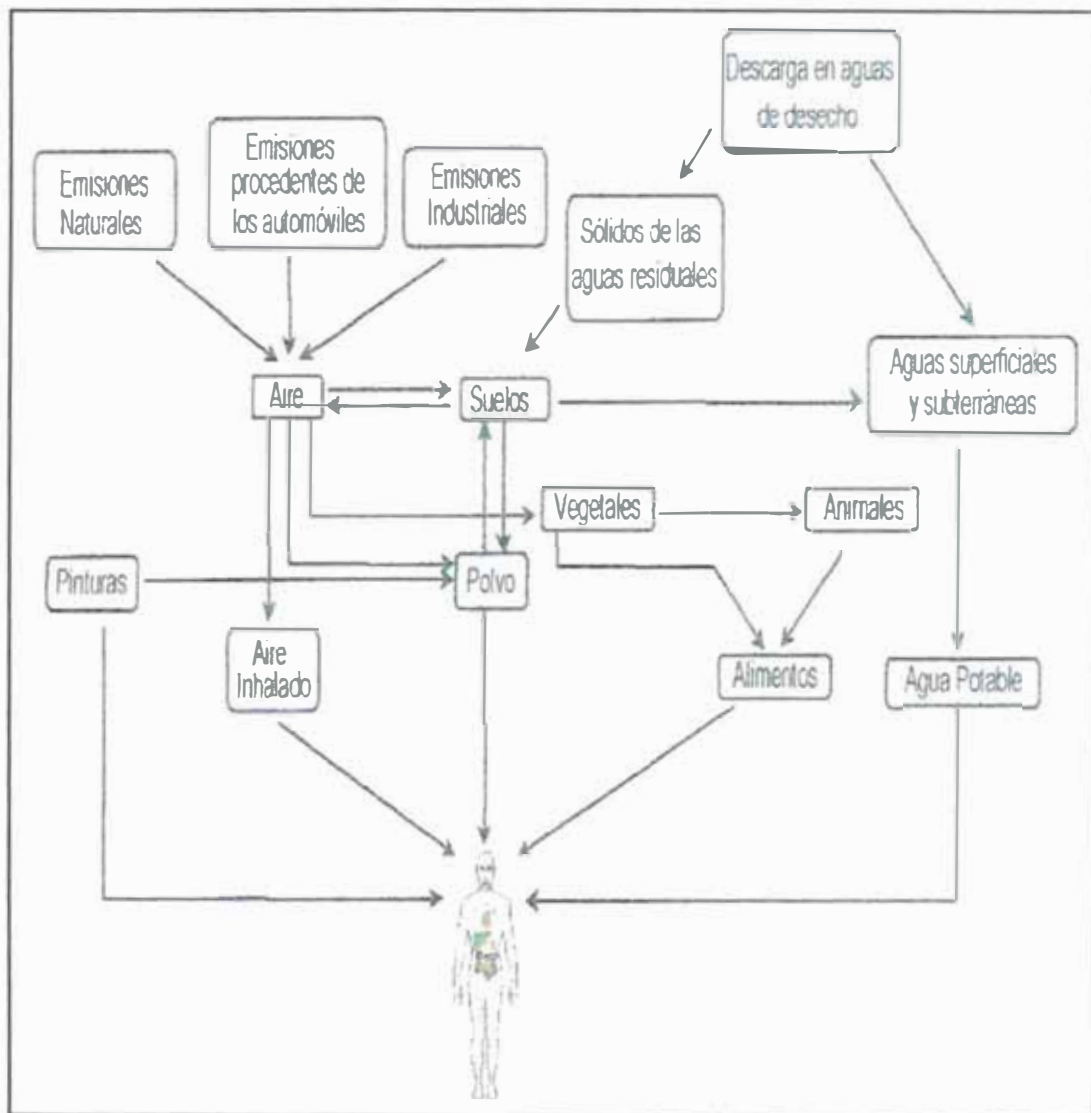 Descarga en aguas
de desecho
Emisiones
Naturales
Emisiones
procedentes de
los automóviles
Emisiones
Industriales
Sólidos de las
aguas residuales
Aire
Suelos
Aguas superficiales
y subterráneas
Vegetales
Animales
Pinturas
Polvo
Aire
Inhalado
Alimentos
Agua Potable